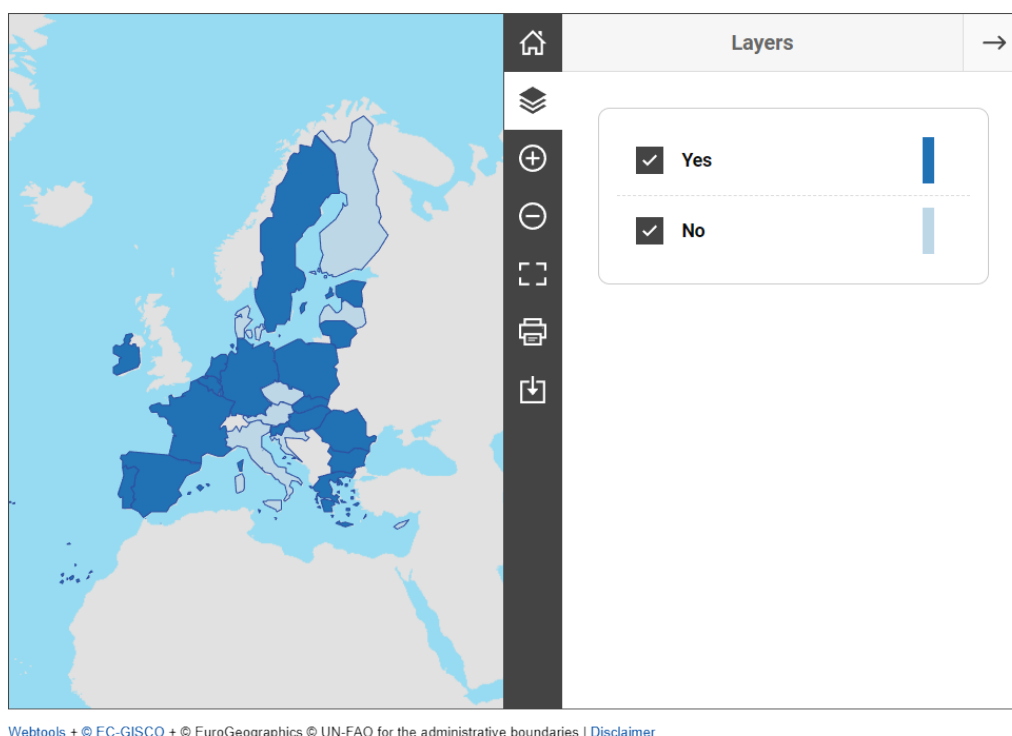 Layers
Yes
No
Webtools + © EC-GISCO + © EuroGeographics © UN-FAO for the administrative boundaries | Disclaimer